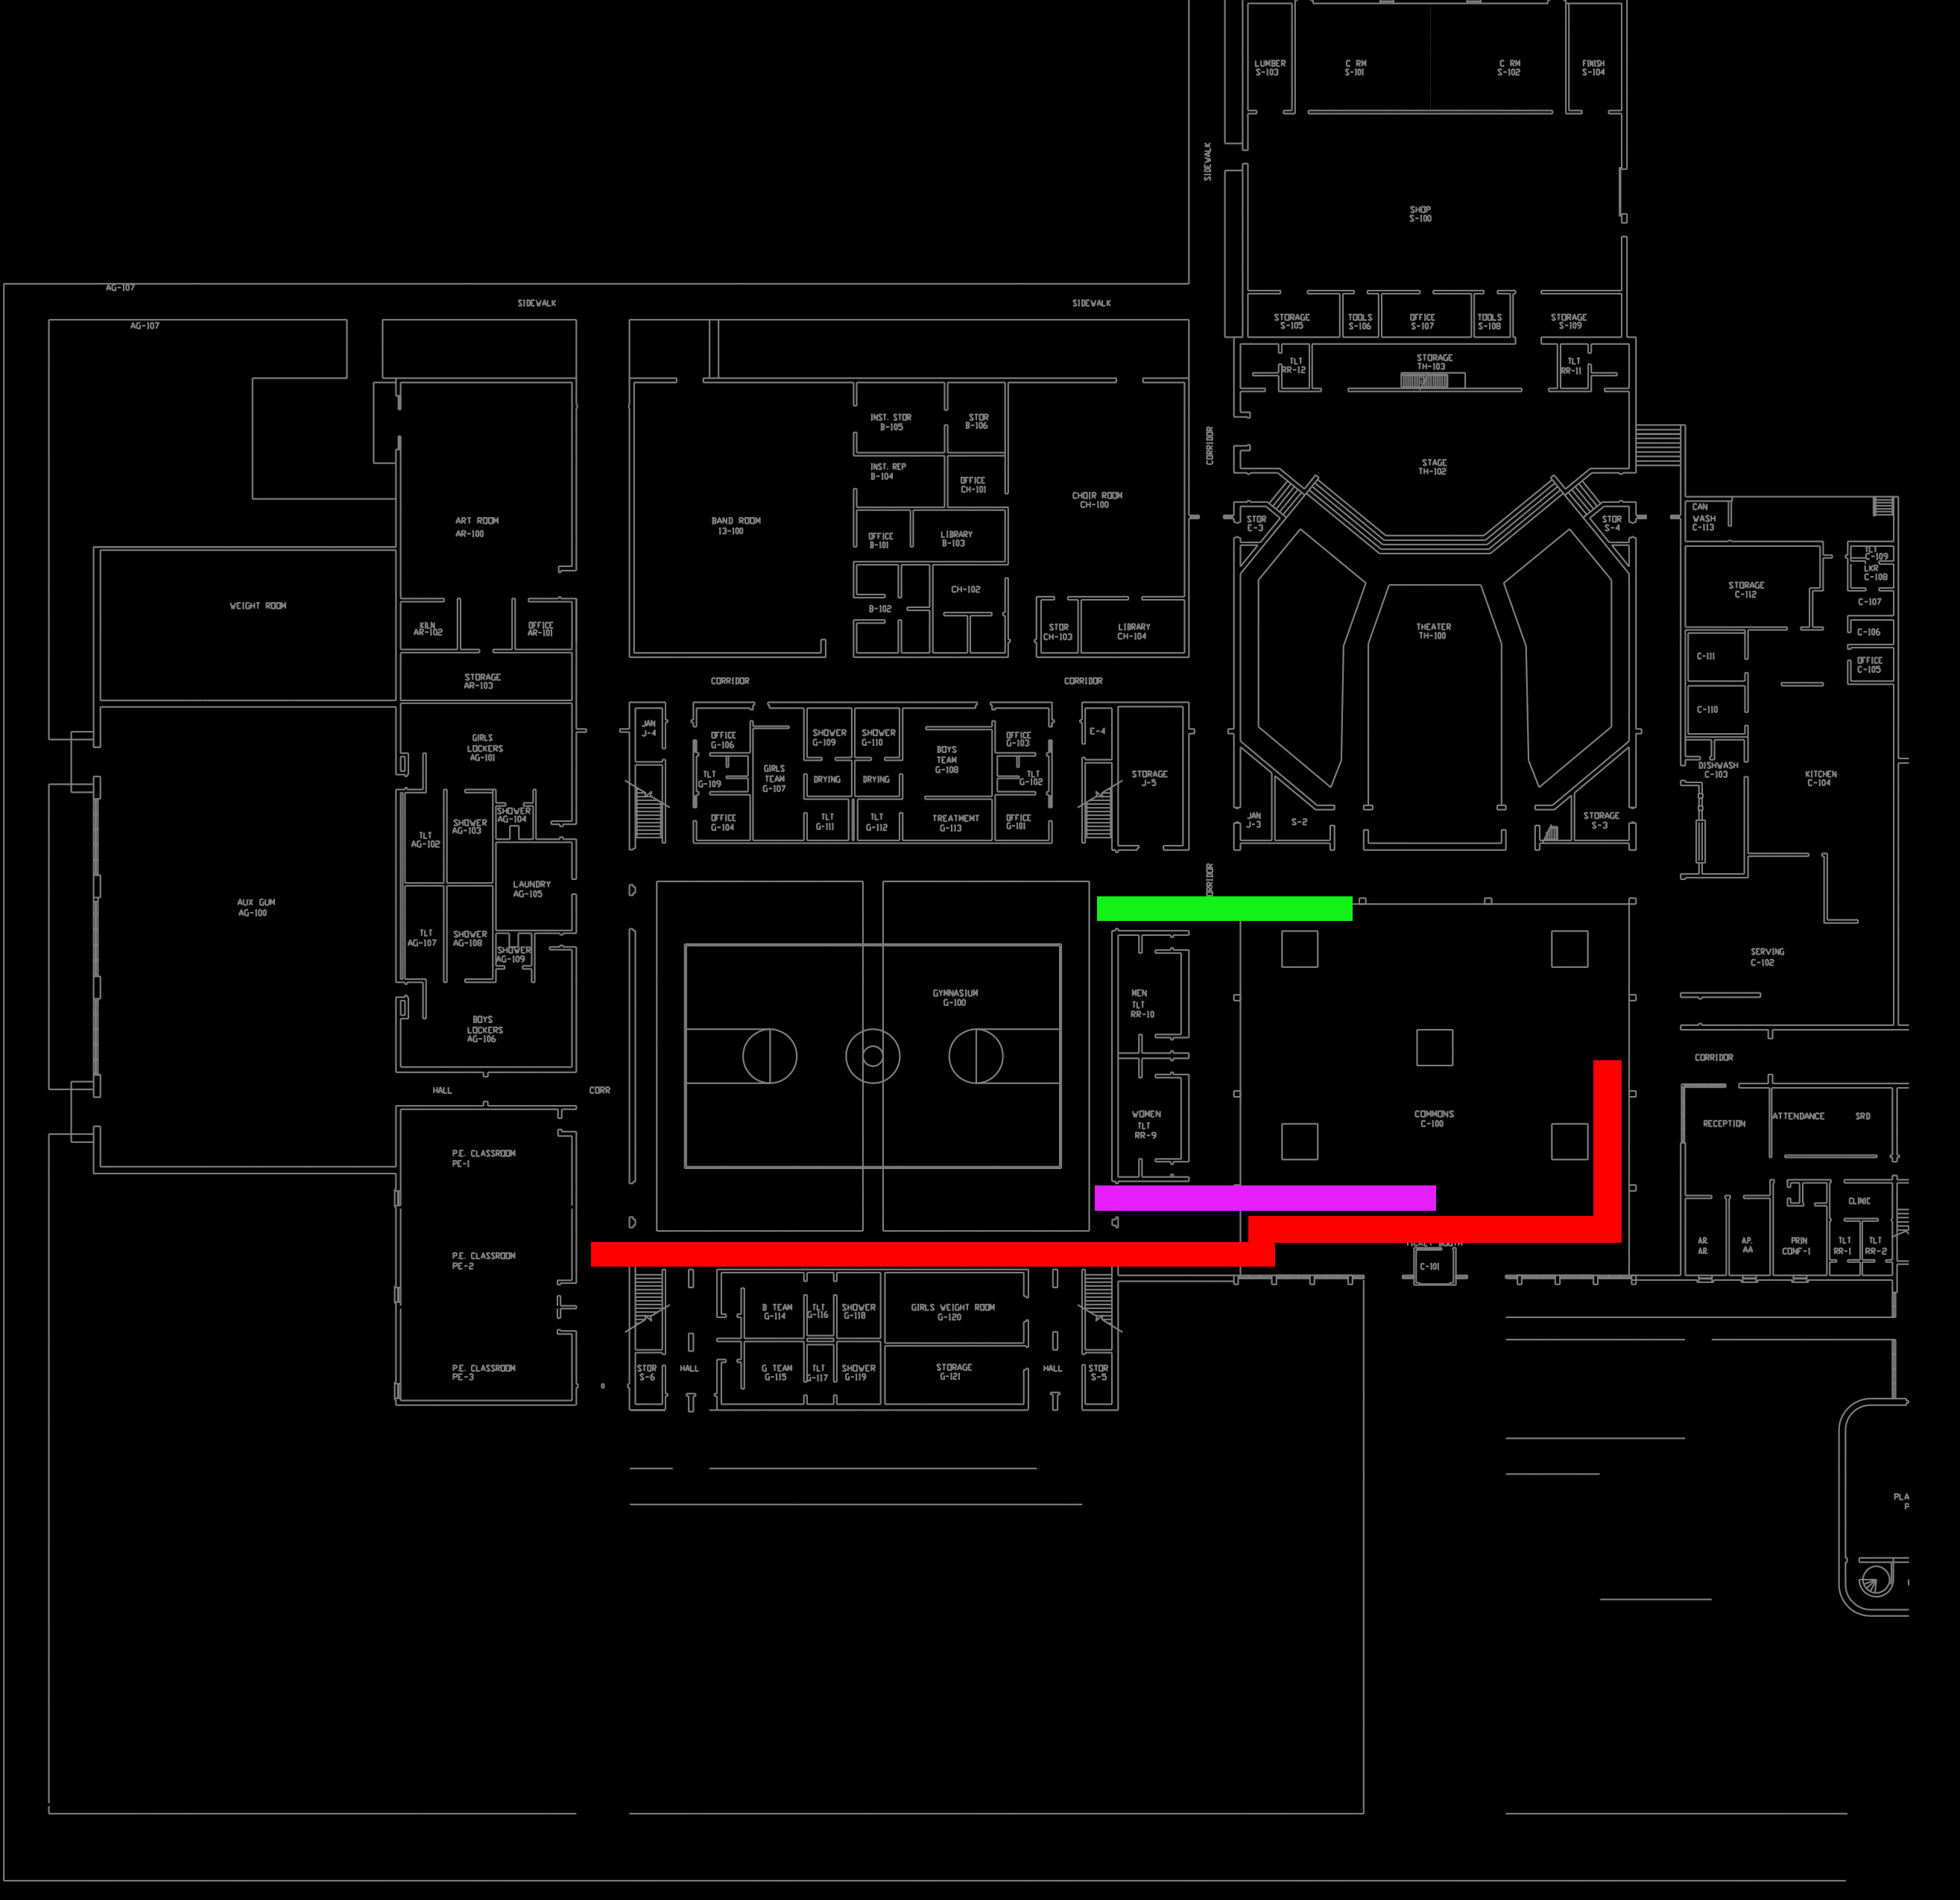 LUMBER
S-103
C RM
S-101
C RM
S-102
FINISH
S-104
SIDEWALK
SHOP
S-100
AG-107
SIDEWALK
SIDEWALK
AG-107
STORAGE
S-105
TOOLS
S-106
OFFICE
S-107
TOOLS
S-108
STORAGE
S-109
TLT
RR-12
STORAGE
TH-103
TLT
RR-11
INST. STOR
B-105
STOR
B-106
CORRIDOR
INST. REP
B-104
OFFICE
CH-101
CHOIR ROOM
CH-100
STAGE
TH-102
ART ROOM
AR-100
BAND ROOM
13-100
OFFICE
B-101
LIBRARY
B-103
STOR
E-3
STOR
S-4
CAN
WASH
C-113
TLT
C-109
LKR
C-108
WEIGHT ROOM
CH-102
B-102
STORAGE
C-112
C-107
KILN
AR-102
OFFICE
AR-101
STOR
CH-103
LIBRARY
CH-104
THEATER
TH-100
C-106
C-111
OFFICE
C-105
STORAGE
AR-103
CORRIDOR
CORRIDOR
C-110
JAN
J-4
OFFICE
G-106
SHOWER
G-109
SHOWER
G-110
BOYS
TEAM
G-108
OFFICE
G-103
E-4
GIRLS
LOCKERS
AG-101
TLT
G-109
GIRLS
TEAM
G-107
DRYING
DRYING
TLT
G-102
STORAGE
J-5
DISHWASH
C-103
KITCHEN
C-104
SHOWER
AG-104
SHOWER
AG-103
TLT
AG-102
OFFICE
G-104
TLT
G-111
TLT
G-112
TREATMEMT
G-113
OFFICE
G-101
JAN
J-3
S-2
STORAGE
S-3
LAUNDRY
AG-105
AUX GUM
AG-100
TLT
AG-107
SHOWER
AG-108
SHOWER
AG-109
SERVING
C-102
GYMNASIUM
G-100
MEN
TLT
RR-10
BOYS
LOCKERS
AG-106
CORRIDOR
HALL
CORR
WOMEN
TLT
RR-9
COMMONS
C-100
RECEPTION
ATTENDANCE
SRD
P.E. CLASSROOM
PE-1
CLINIC
P.E. CLASSROOM
PE-2
C-101
AR.
AR.
AP.
AA
PRIN
CONF-1
TLT
RR-1
TLT
RR-2
B TEAM
G-114
TLT
G-116
SHOWER
G-118
GIRLS WEIGHT ROOM
G-120
P.E. CLASSROOM
PE-3
STOR
S-6
HALL
G TEAM
G-115
TLT
G-117
SHOWER
G-119
STORAGE
G-121
HALL
STOR
S-5